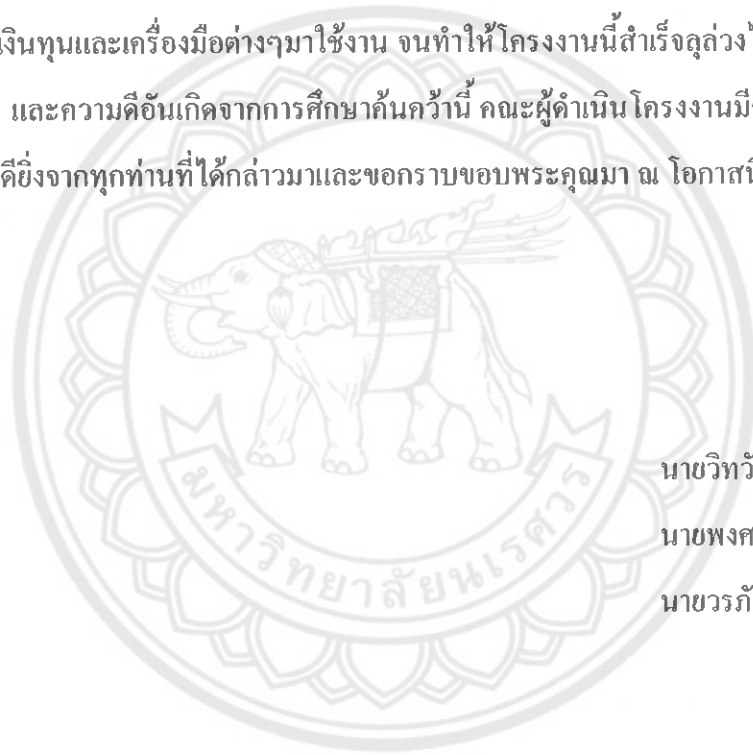 เงินทุนและเครื่องมือต่างๆมาใช้งาน จนทำให้โครงงานนี้สำเร็จลุล่วง
และความดีอันเกิดจากการศึกษาค้นคว้านี้ คณะผู้ดำเนินโครงงานมี
ดียิ่งจากทุกท่านที่ได้กล่าวมาและขอกราบขอบพระคุณมา ณ โอกาส
นายวิทวั
นายพงศ
นายวรภั
มหาวิทยาลัยนเรศวร